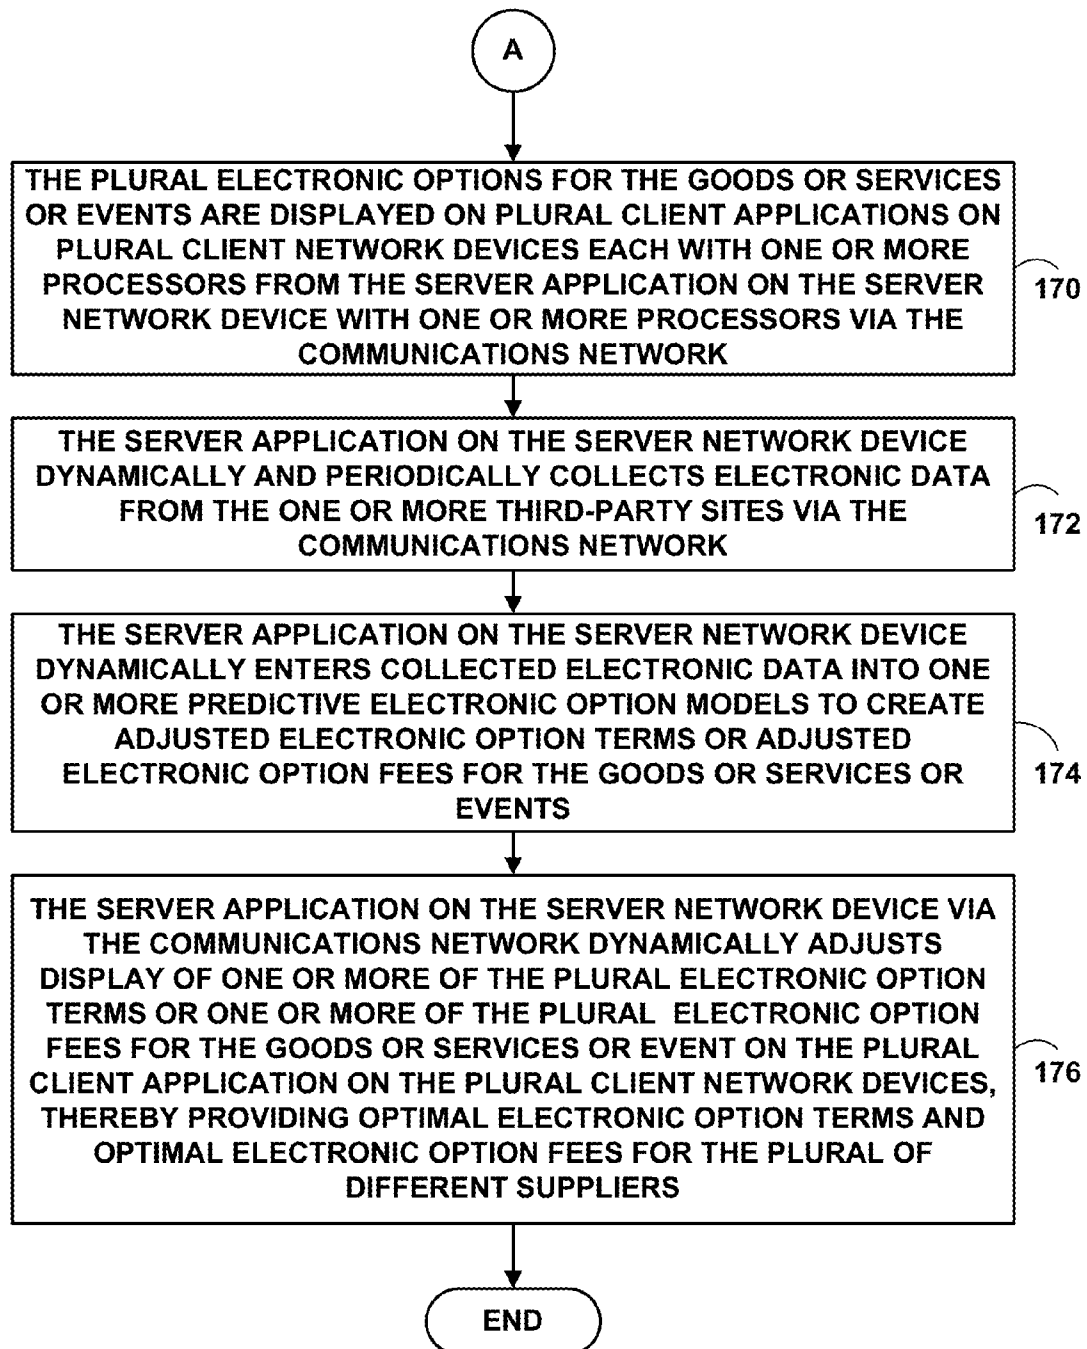 A
THE PLURAL ELECTRONIC OPTIONS FOR THE GOODS OR SERVICES
OR EVENTS ARE DISPLAYED ON PLURAL CLIENT APPLICATIONS ON
PLURAL CLIENT NETWORK DEVICES EACH WITH ONE OR MORE
PROCESSORS FROM THE SERVER APPLICATION ON THE SERVER
NETWORK DEVICE WITH ONE OR MORE PROCESSORS VIA THE
COMMUNICATIONS NETWORK
170
THE SERVER APPLICATION ON THE SERVER NETWORK DEVICE
DYNAMICALLY AND PERIODICALLY COLLECTS ELECTRONIC DATA
FROM THE ONE OR MORE THIRD-PARTY SITES VIA THE
COMMUNICATIONS NETWORK
172
THE SERVER APPLICATION ON THE SERVER NETWORK DEVICE
DYNAMICALLY ENTERS COLLECTED ELECTRONIC DATA INTO ONE
OR MORE PREDICTIVE ELECTRONIC OPTION MODELS TO CREATE
ADJUSTED ELECTRONIC OPTION TERMS OR ADJUSTED
ELECTRONIC OPTION FEES FOR THE GOODS OR SERVICES OR
EVENTS
174
THE SERVER APPLICATION ON THE SERVER NETWORK DEVICE VIA
THE COMMUNICATIONS NETWORK DYNAMICALLY ADJUSTS
DISPLAY OF ONE OR MORE OF THE PLURAL ELECTRONIC OPTION
TERMS OR ONE OR MORE OF THE PLURAL ELECTRONIC OPTION
FEES FOR THE GOODS OR SERVICES OR EVENT ON THE PLURAL
CLIENT APPLICATION ON THE PLURAL CLIENT NETWORK DEVICES,
THEREBY PROVIDING OPTIMAL ELECTRONIC OPTION TERMS AND
OPTIMAL ELECTRONIC OPTION FEES FOR THE PLURAL OF
DIFFERENT SUPPLIERS
176
END